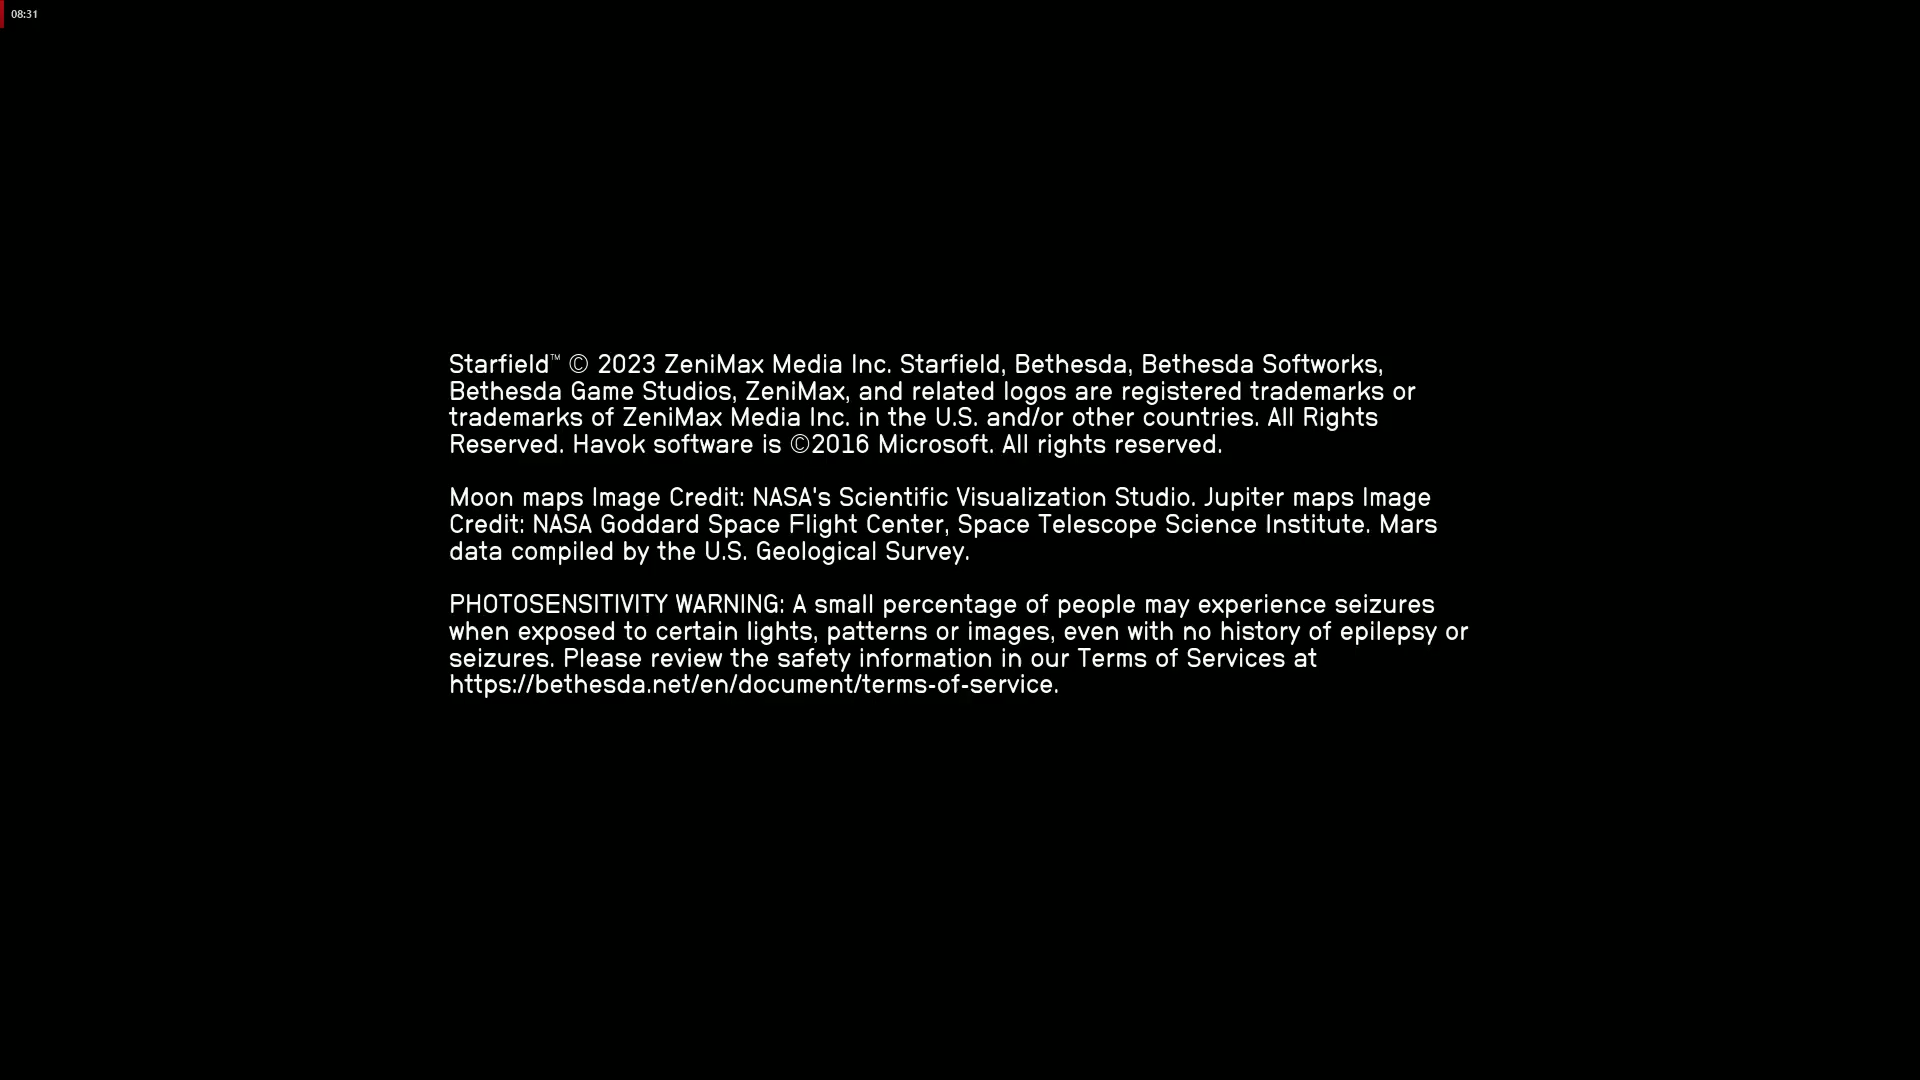 08:31
Starfield™ © 2023 ZeniMax Media Inc. Starfield, Bethesda, Bethesda Softworks,
Bethesda Game Studios, ZeniMax, and related logos are registered trademarks or
trademarks of ZeniMax Media Inc. in the U.S. and/or other countries. All Rights
Reserved. Havok software is ©2016 Microsoft. All rights reserved.
Moon maps Image Credit: NASA's Scientific Visualization Studio. Jupiter maps Image
Credit: NASA Goddard Space Flight Center, Space Telescope Science Institute. Mars
data compiled by the U.S. Geological Survey.
PHOTOSENSITIVITY WARNING: A small percentage of people may experience seizures
when exposed to certain lights, patterns or images, even with no history of epilepsy or
seizures. Please review the safety information in our Terms of Services at
https://bethesda.net/en/document/terms-of-service.